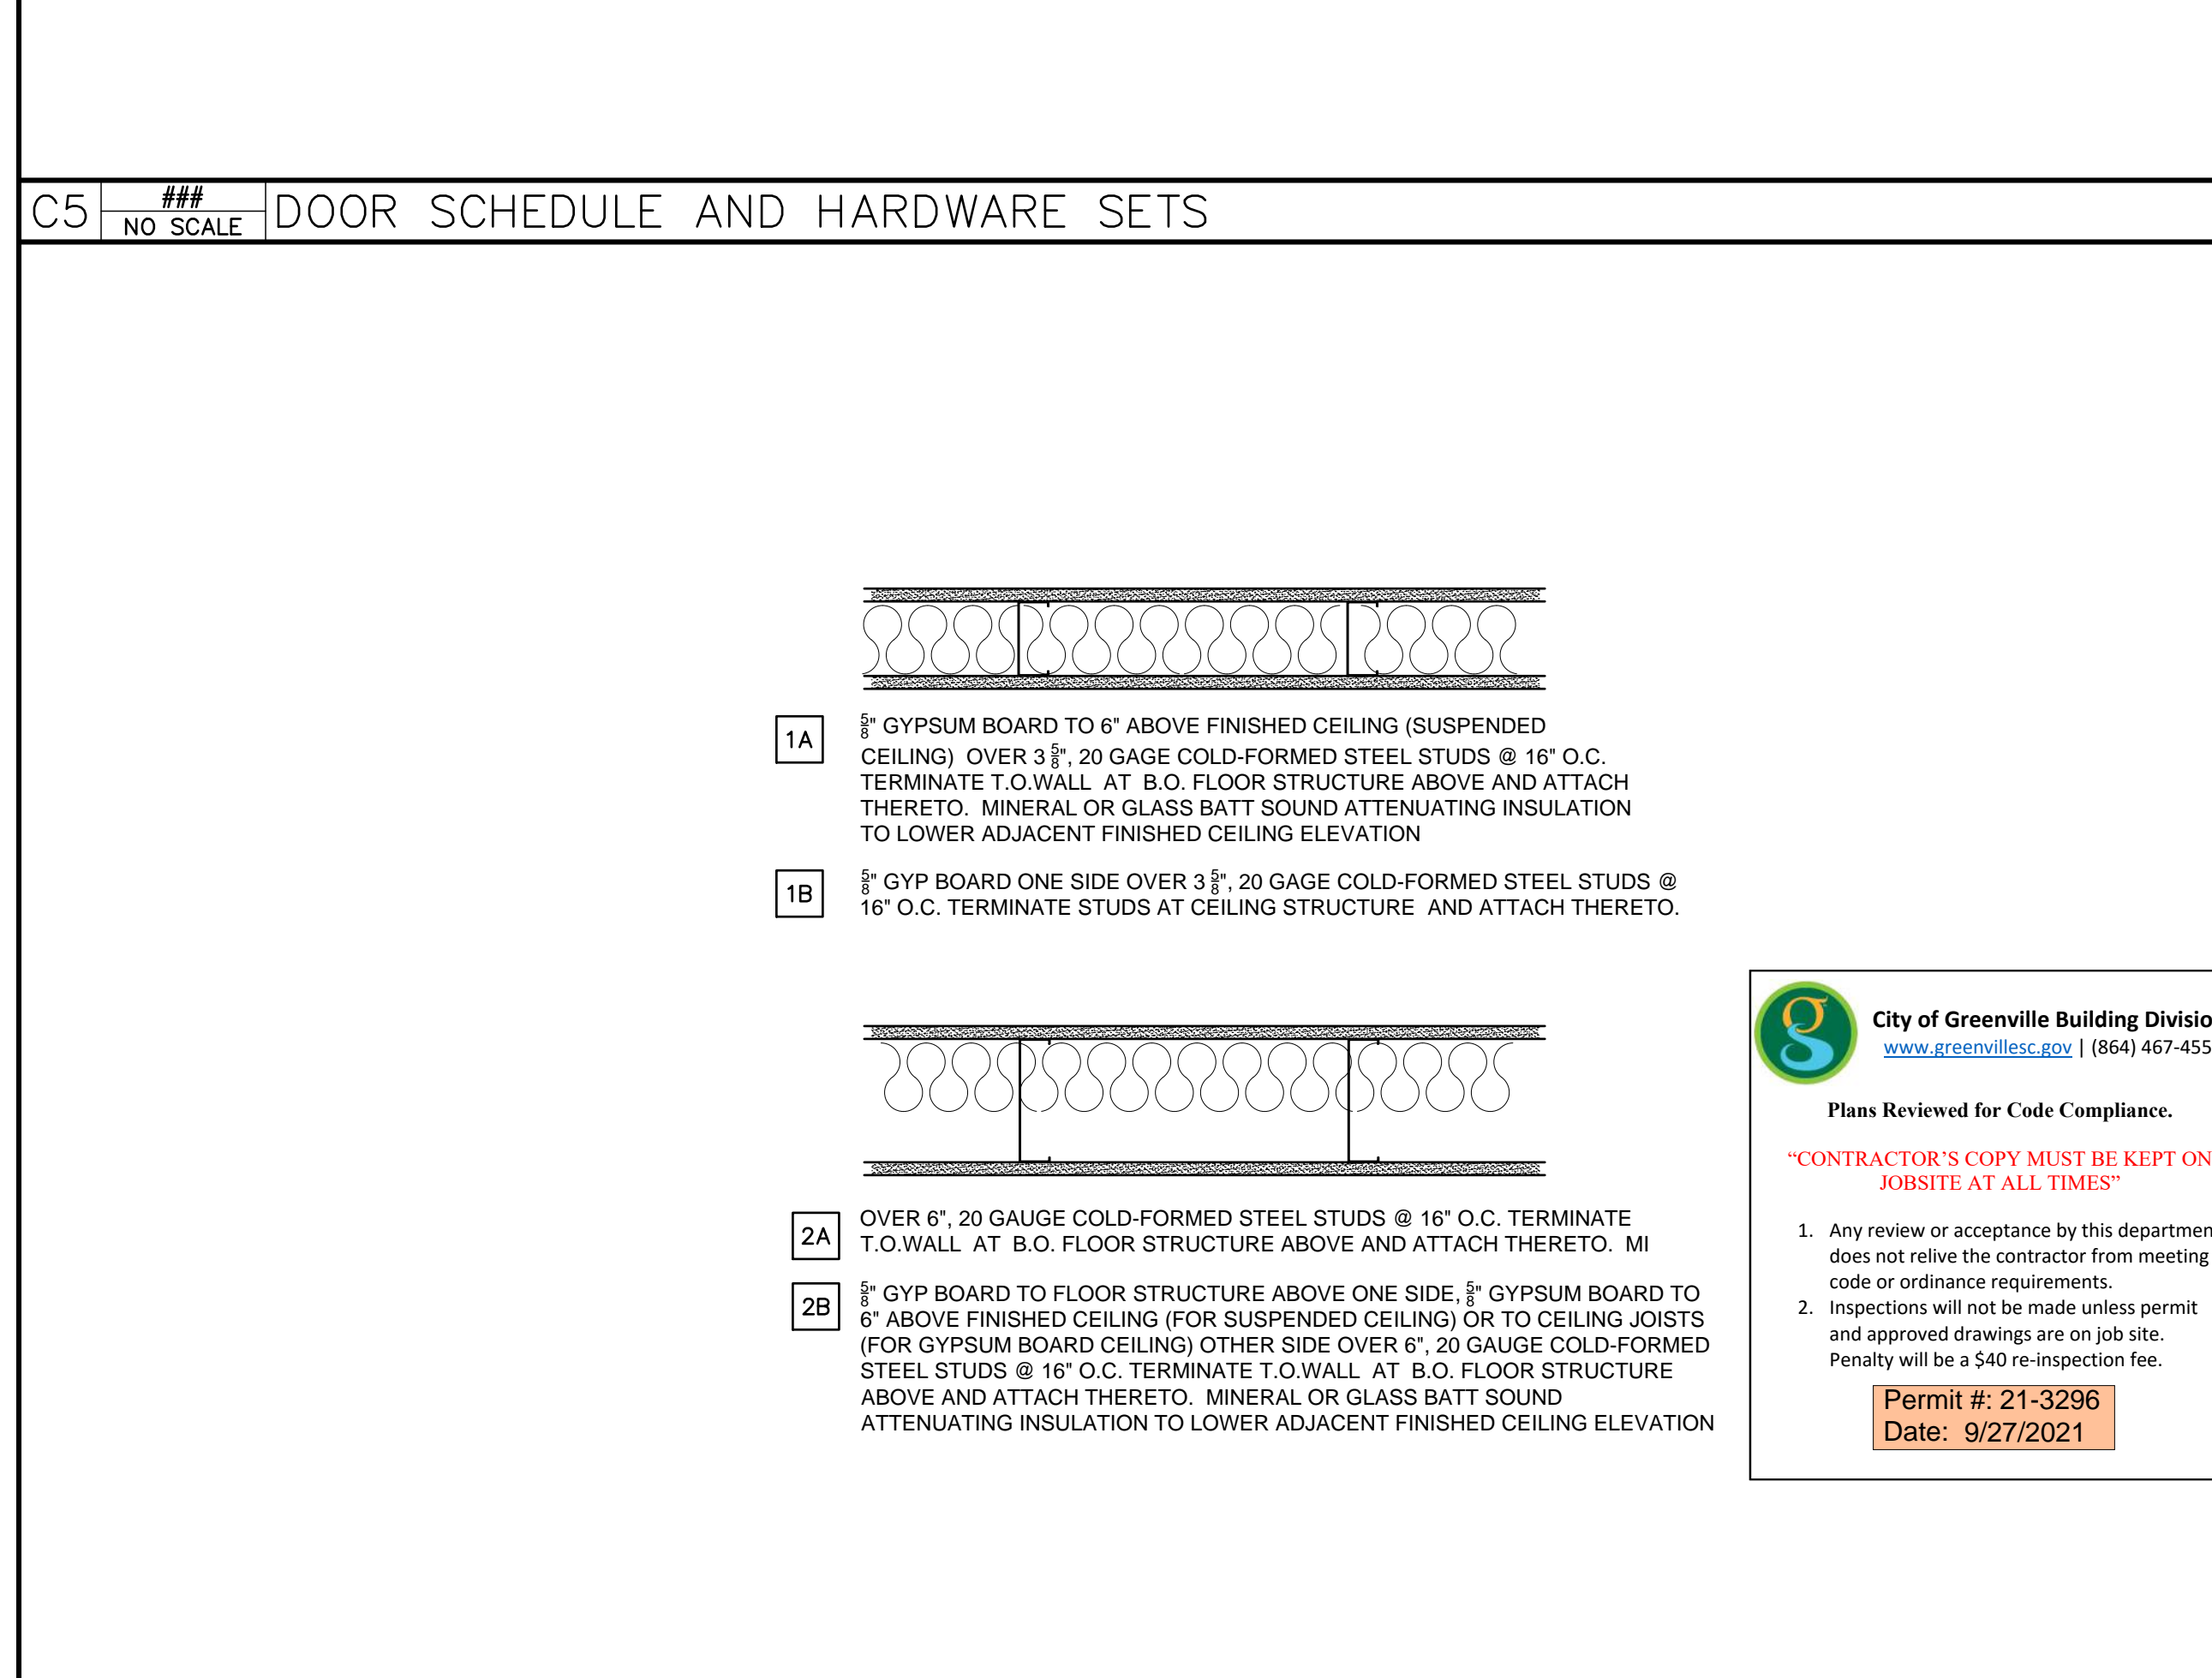 C5
###
NO SCALE
DOOR SCHEDULE AND HARDWARE SETS
1A
5/8" GYPSUM BOARD TO 6" ABOVE FINISHED CEILING (SUSPENDED
CEILING) OVER 3 5/8", 20 GAGE COLD-FORMED STEEL STUDS @ 16" O.C.
TERMINATE T.O.WALL AT B.O. FLOOR STRUCTURE ABOVE AND ATTACH
THERETO. MINERAL OR GLASS BATT SOUND ATTENUATING INSULATION
TO LOWER ADJACENT FINISHED CEILING ELEVATION
1B
5/8" GYP BOARD ONE SIDE OVER 3 5/8", 20 GAGE COLD-FORMED STEEL STUDS @
16" O.C. TERMINATE STUDS AT CEILING STRUCTURE AND ATTACH THERETO.
2A
OVER 6", 20 GAUGE COLD-FORMED STEEL STUDS @ 16" O.C. TERMINATE
T.O.WALL AT B.O. FLOOR STRUCTURE ABOVE AND ATTACH THERETO. MI
2B
5/8" GYP BOARD TO FLOOR STRUCTURE ABOVE ONE SIDE, 5/8" GYPSUM BOARD TO
6" ABOVE FINISHED CEILING (FOR SUSPENDED CEILING) OR TO CEILING JOISTS
(FOR GYPSUM BOARD CEILING) OTHER SIDE OVER 6", 20 GAUGE COLD-FORMED
STEEL STUDS @ 16" O.C. TERMINATE T.O.WALL AT B.O. FLOOR STRUCTURE
ABOVE AND ATTACH THERETO. MINERAL OR GLASS BATT SOUND
ATTENUATING INSULATION TO LOWER ADJACENT FINISHED CEILING ELEVATION
g
City of Greenville Building Divisio
www.greenvillesc.gov | (864) 467-455
Plans Reviewed for Code Compliance.
“CONTRACTOR’S COPY MUST BE KEPT ON
JOBSITE AT ALL TIMES”
1. Any review or acceptance by this departmen
does not relive the contractor from meeting
code or ordinance requirements.
2. Inspections will not be made unless permit
and approved drawings are on job site.
Penalty will be a $40 re-inspection fee.
Permit #: 21-3296
Date: 9/27/2021